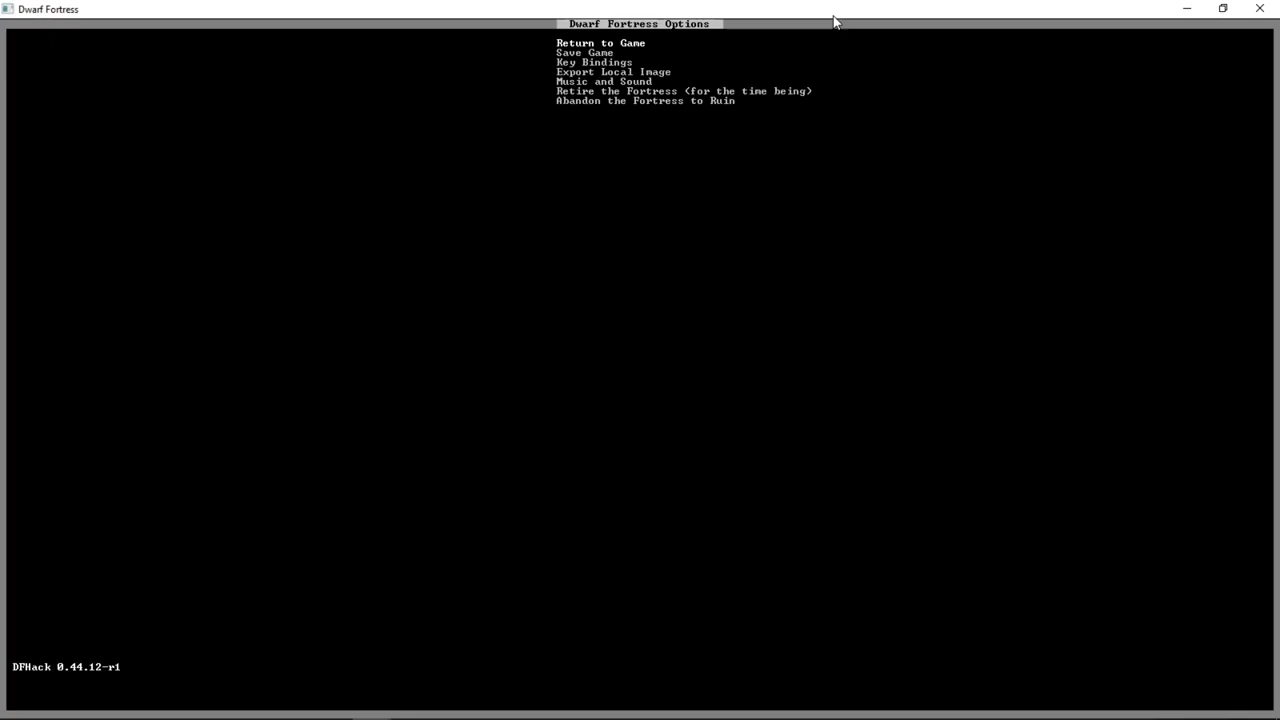 Dwarf Fortress
Dwarf Fortress Options
Return to Game
Save Game
Key Bindings
Export Local Image
Music and Sound
Retire the Fortress (for the time being)
Abandon the Fortress to Ruin
DFHack 0.44.12-r1